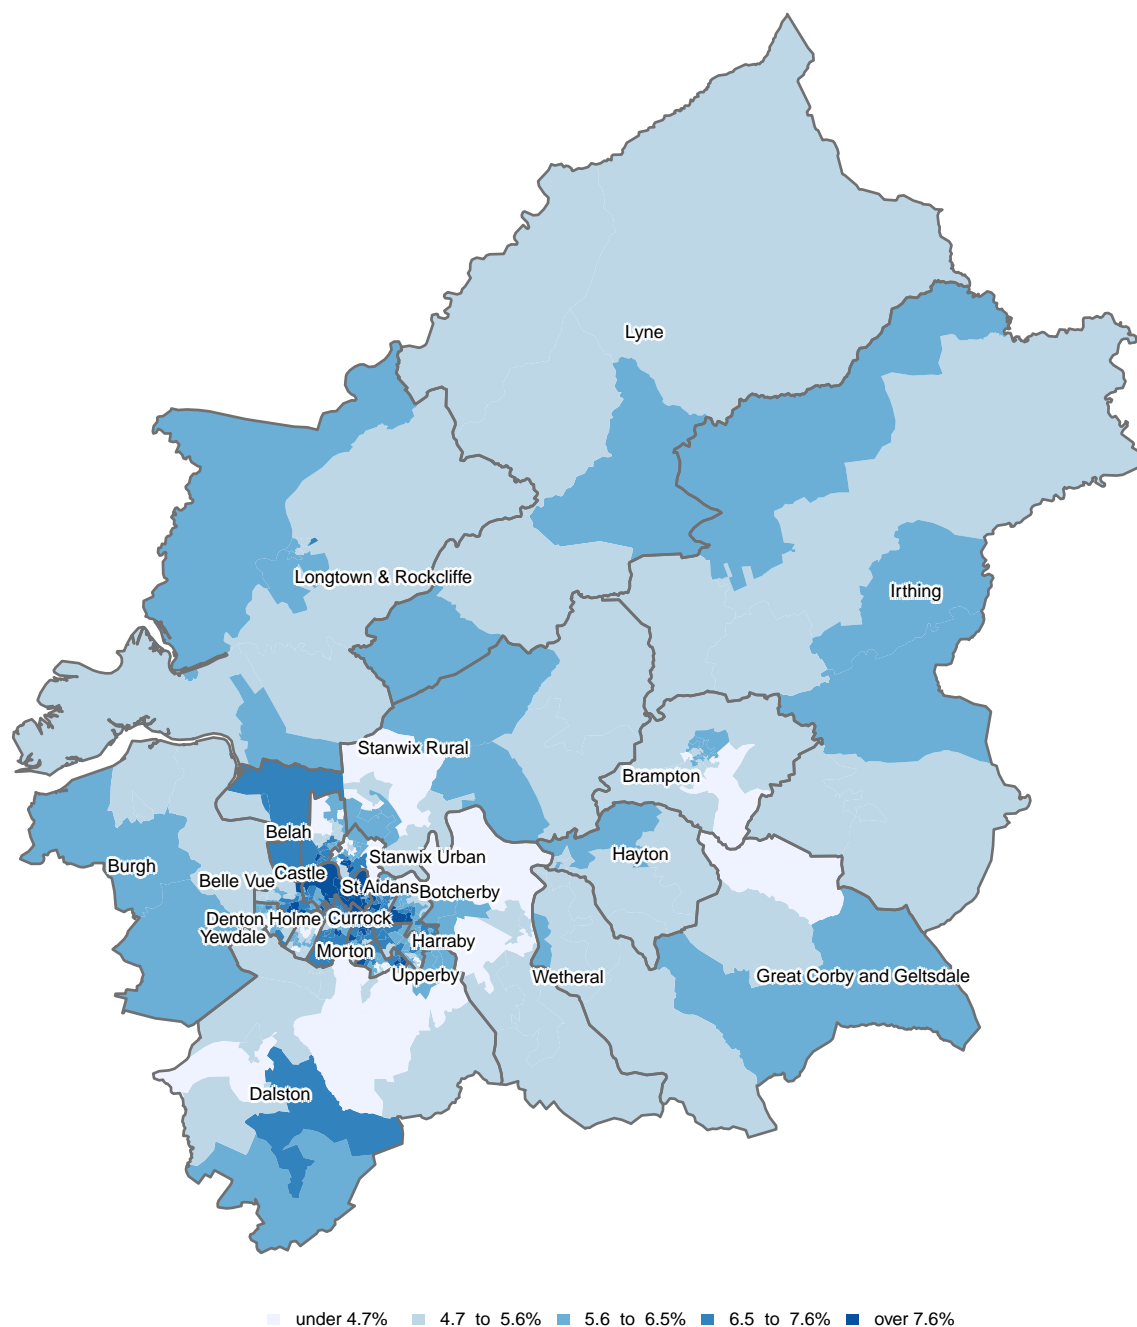 Lyne
Longtown & Rockcliffe
Irthing
Stanwix Rural
Brampton
Belah
Stanwix Urban
Hayton
Burgh
Belle Vue
Castle
St Aidans
Botcherby
Denton Holme
Currock
Yewdale
Morton
Harraby
Upperby
Wetheral
Great Corby and Geltsdale
Dalston
under 4.7% 4.7 to 5.6% 5.6 to 6.5% 6.5 to 7.6% over 7.6%